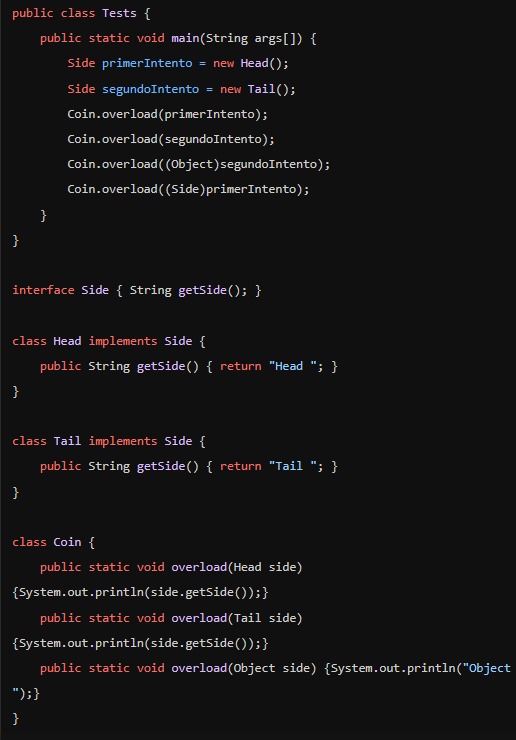 public class Tests {
    public static void main(String args[]) {
        Side primerIntento = new Head();
        Side segundoIntento = new Tail();
        Coin.overload(primerIntento);
        Coin.overload(segundoIntento);
        Coin.overload((Object)segundoIntento);
        Coin.overload((Side)primerIntento);
    }
}

interface Side { String getSide(); }

class Head implements Side {
    public String getSide() { return "Head "; }
}

class Tail implements Side {
    public String getSide() { return "Tail "; }
}

class Coin {
    public static void overload(Head side)
{System.out.println(side.getSide());}
    public static void overload(Tail side)
{System.out.println(side.getSide());}
    public static void overload(Object side) {System.out.println("Object
");}
}